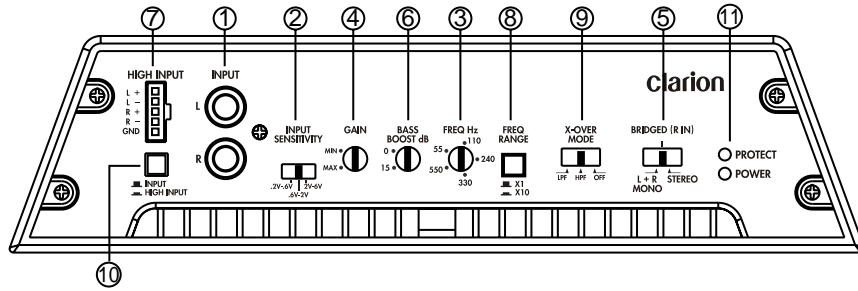 ⑦ ① ② ④ ⑥ ③ ⑧ ⑨ ⑤ ⑪
HIGH INPUT
L +
L −
R +
R −
GND
INPUT
HIGH INPUT
⑩
INPUT
L
R
INPUT
SENSITIVITY
.2V-.6V 2V-6V
.6V-2V
GAIN
MIN
MAX
BASS
BOOST dB
0
15
FREQ Hz
110
55
240
550
330
FREQ
RANGE
X1
X10
X-OVER
MODE
LPF HPF OFF
clarion
BRIDGED (R IN)
L + R STEREO
MONO
PROTECT
POWER